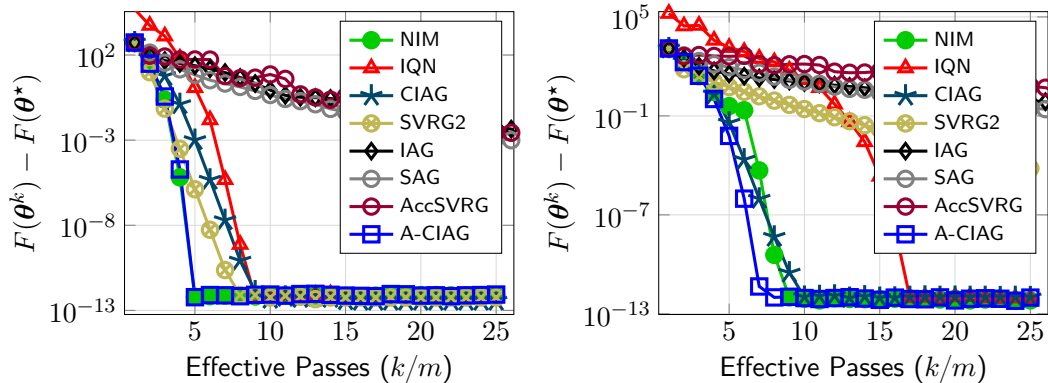 10^2
10^−3
10^−8
10^−13
F(θ^k) − F(θ^⋆)
5 10 15 20 25
Effective Passes (k/m)
NIM
IQN
CIAG
SVRG2
IAG
SAG
AccSVRG
A-CIAG
10^5
10^−1
10^−7
10^−13
F(θ^k) − F(θ^⋆)
5 10 15 20 25
Effective Passes (k/m)
NIM
IQN
CIAG
SVRG2
IAG
SAG
AccSVRG
A-CIAG